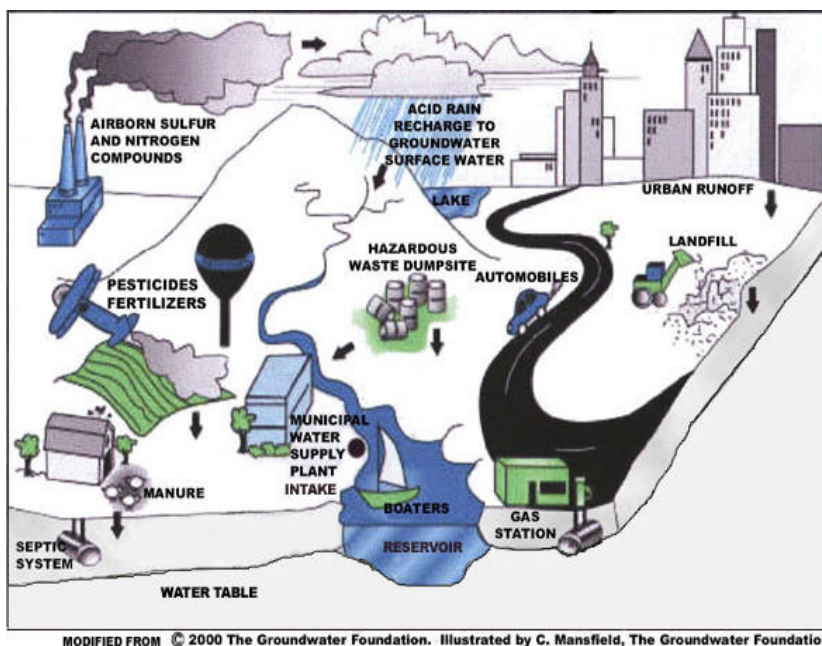 AIRBORN SULFUR
AND NITROGEN
COMPOUNDS
ACID RAIN
RECHARGE TO
GROUNDWATER
SURFACE WATER
LAKE
URBAN RUNOFF
HAZARDOUS
WASTE DUMPSITE
AUTOMOBILES
LANDFILL
PESTICIDES
FERTILIZERS
MUNICIPAL
WATER
SUPPLY
PLANT
INTAKE
MANURE
BOATERS
GAS
STATION
SEPTIC
SYSTEM
RESERVOIR
WATER TABLE
MODIFIED FROM © 2000 The Groundwater Foundation. Illustrated by C. Mansfield, The Groundwater Foundatio